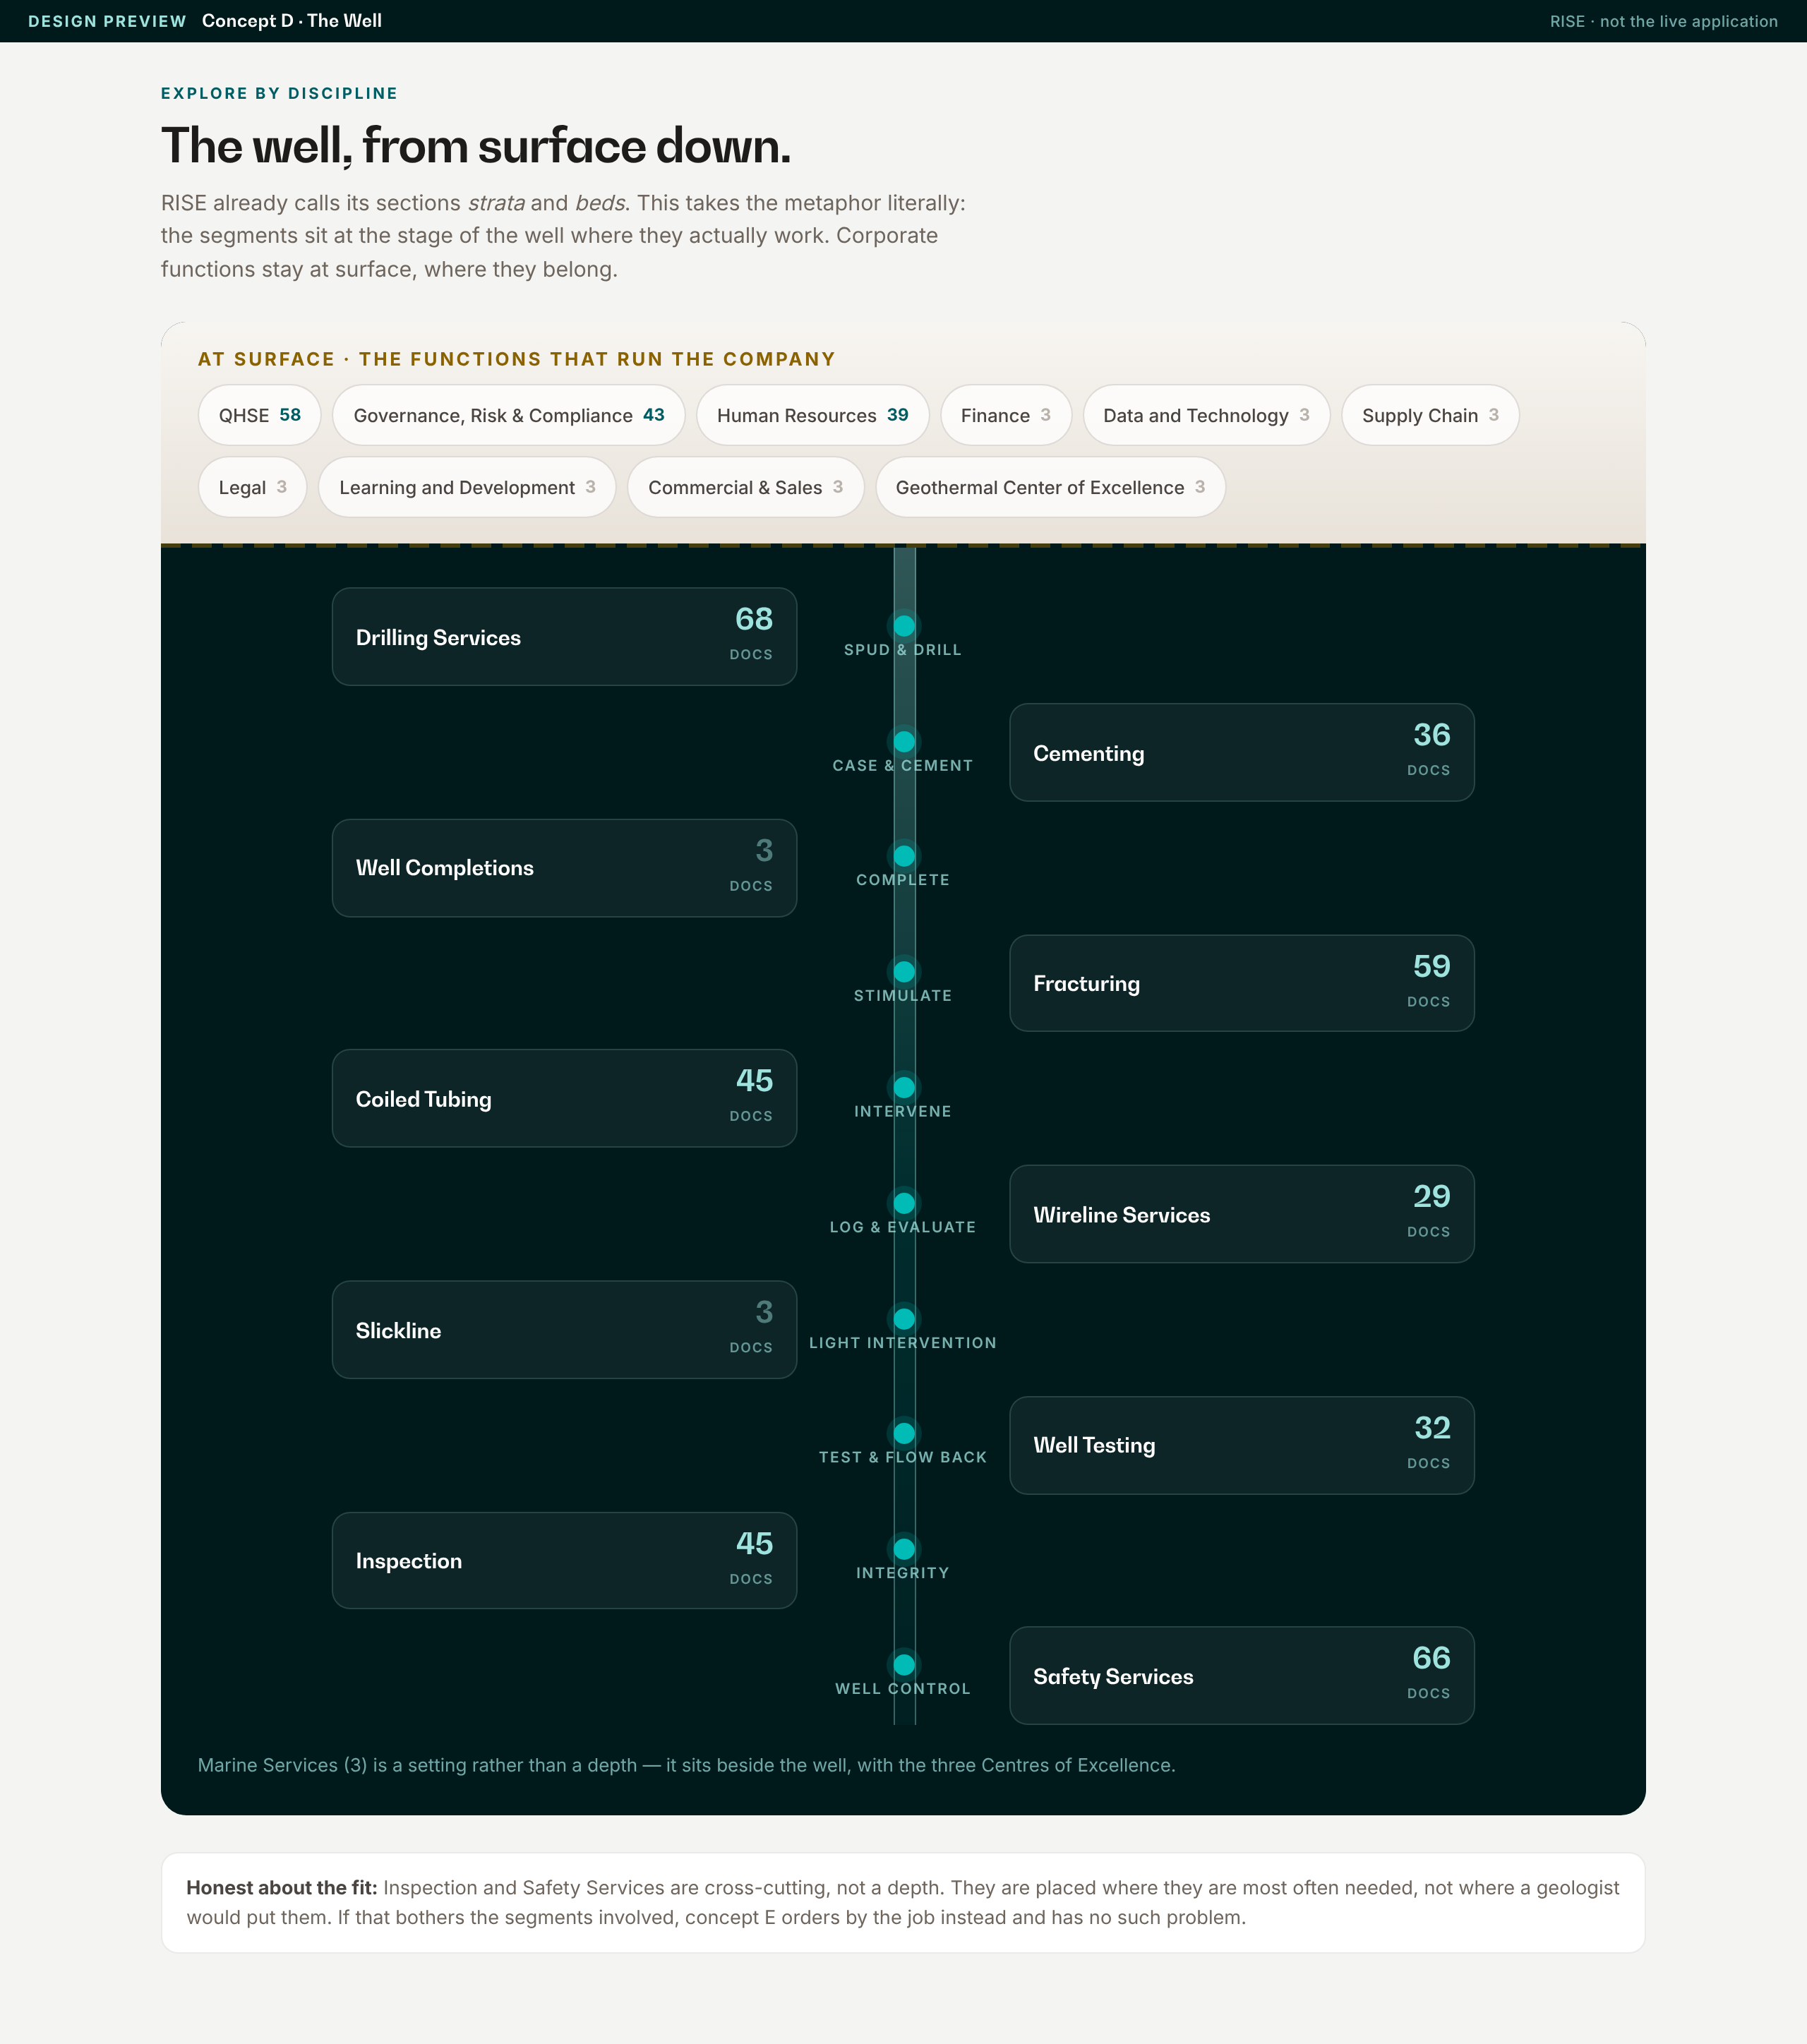 DESIGN PREVIEW Concept D · The Well
RISE · not the live application
EXPLORE BY DISCIPLINE
The well, from surface down.
RISE already calls its sections strata and beds. This takes the metaphor literally:
the segments sit at the stage of the well where they actually work. Corporate
functions stay at surface, where they belong.
AT SURFACE · THE FUNCTIONS THAT RUN THE COMPANY
QHSE 58
Governance, Risk & Compliance 43
Human Resources 39
Finance 3
Data and Technology 3
Supply Chain 3
Legal 3
Learning and Development 3
Commercial & Sales 3
Geothermal Center of Excellence 3
Drilling Services
68
DOCS
SPUD & DRILL
CASE & CEMENT
Cementing
36
DOCS
Well Completions
3
DOCS
COMPLETE
STIMULATE
Fracturing
59
DOCS
Coiled Tubing
45
DOCS
INTERVENE
LOG & EVALUATE
Wireline Services
29
DOCS
Slickline
3
DOCS
LIGHT INTERVENTION
TEST & FLOW BACK
Well Testing
32
DOCS
Inspection
45
DOCS
INTEGRITY
WELL CONTROL
Safety Services
66
DOCS
Marine Services (3) is a setting rather than a depth — it sits beside the well, with the three Centres of Excellence.
Honest about the fit: Inspection and Safety Services are cross-cutting, not a depth. They are placed where they are most often needed, not where a geologist
would put them. If that bothers the segments involved, concept E orders by the job instead and has no such problem.